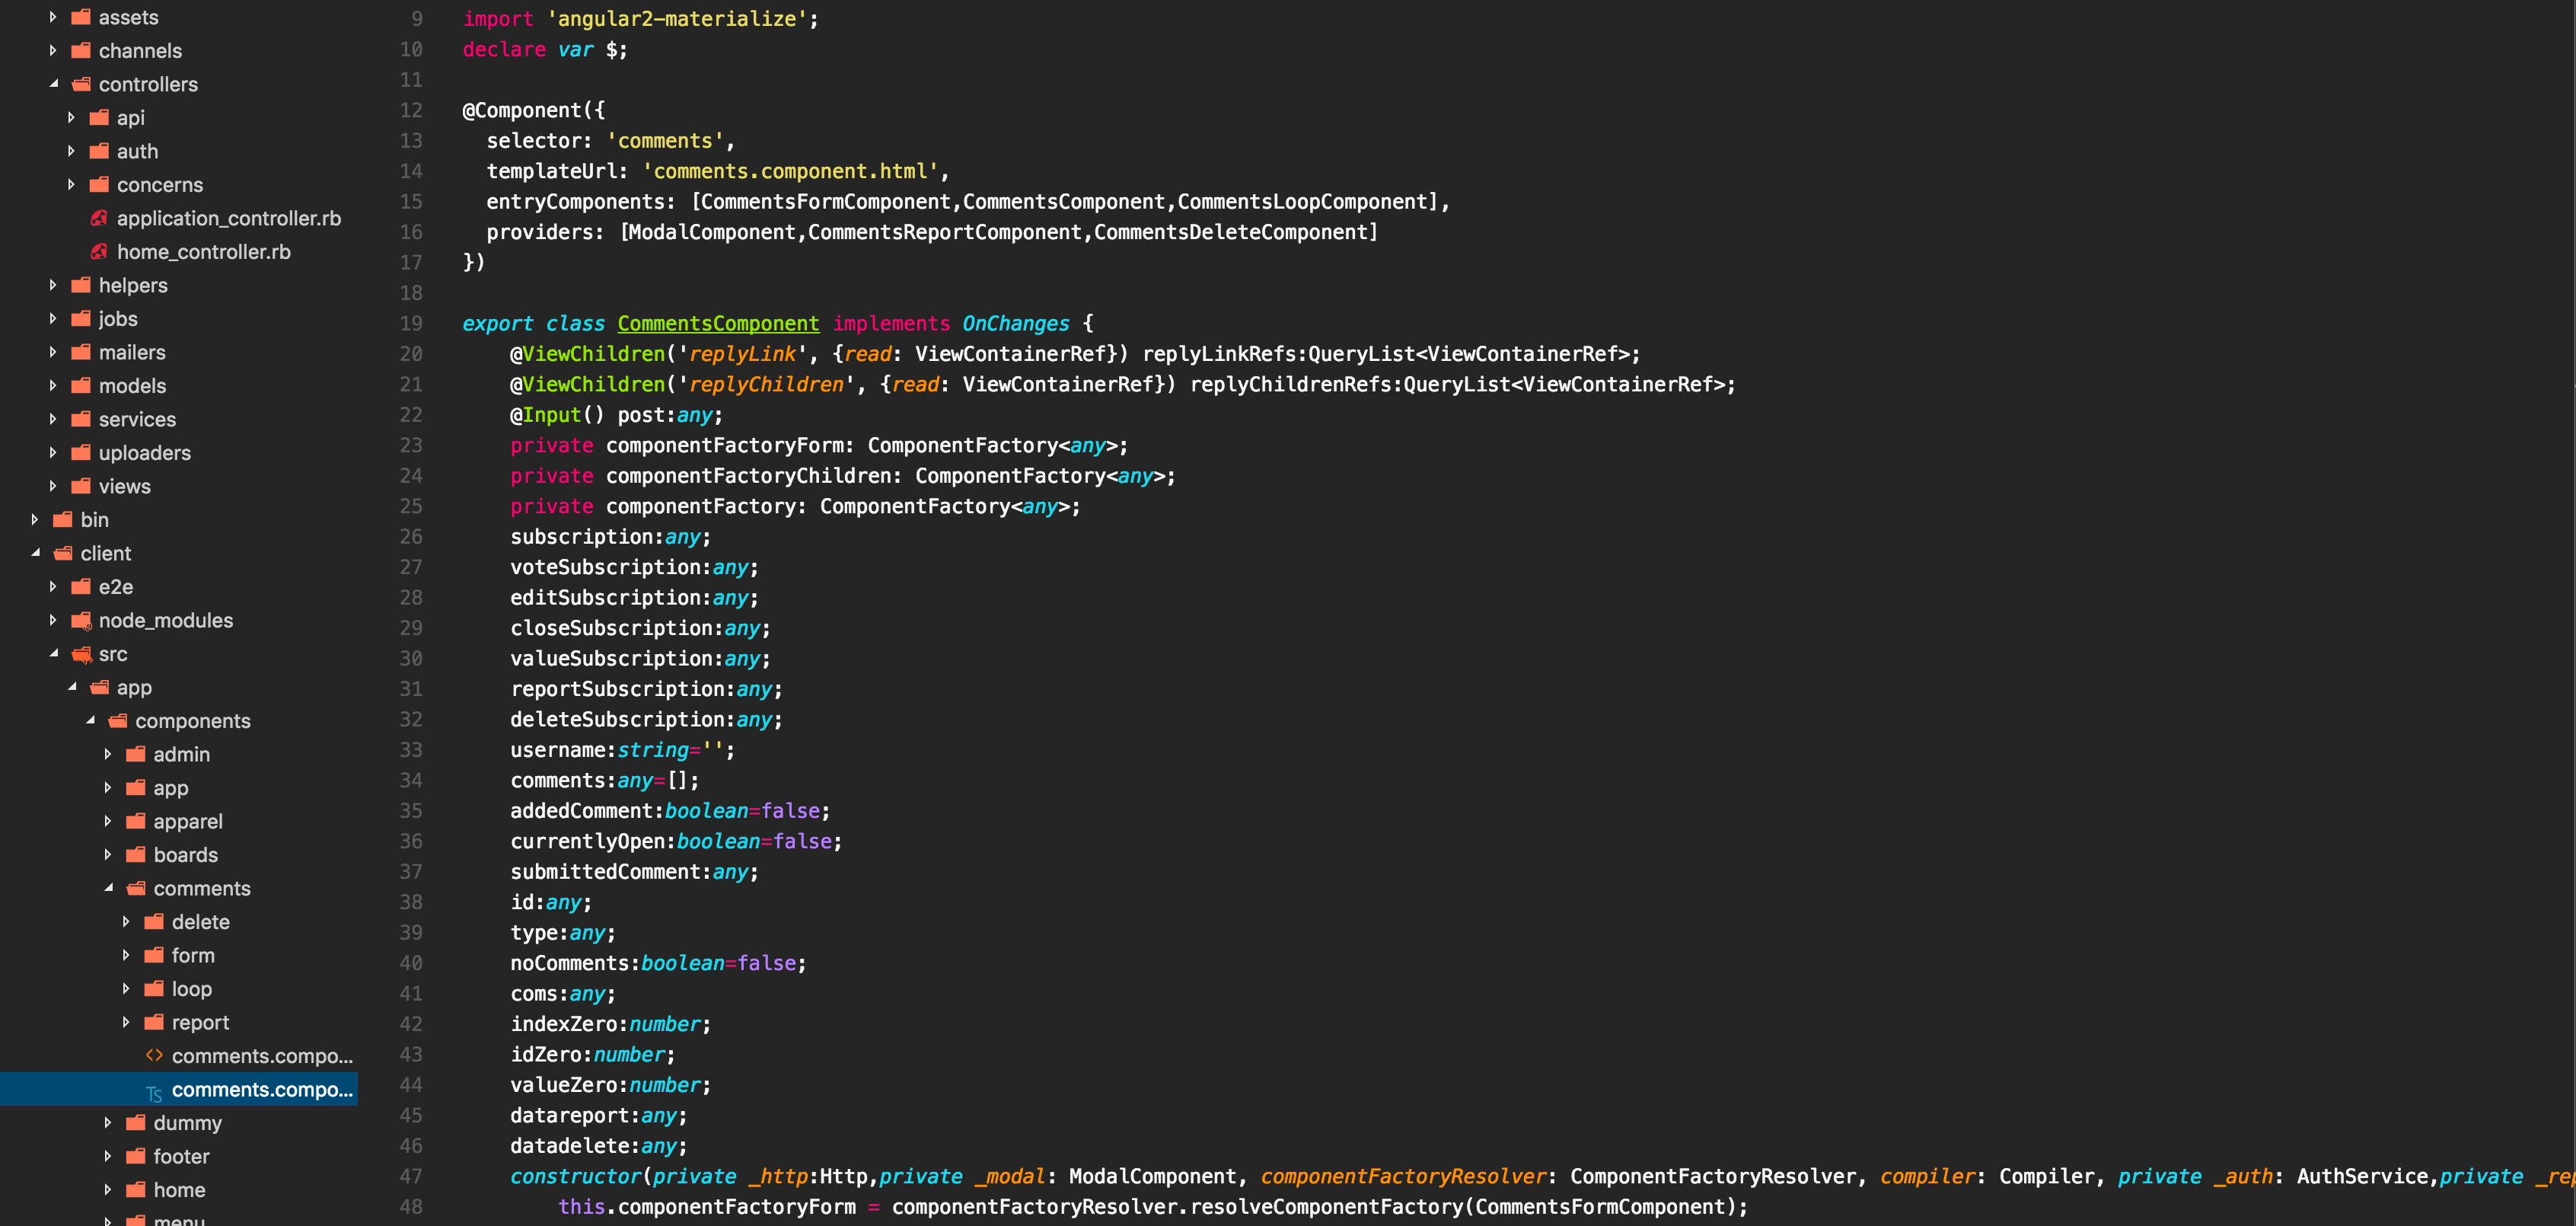 assets
channels
controllers
api
auth
concerns
application_controller.rb
home_controller.rb
helpers
jobs
mailers
models
services
uploaders
views
bin
client
e2e
node_modules
src
app
components
admin
app
apparel
boards
comments
delete
form
loop
report
comments.compo...
TS comments.compo...
dummy
footer
home
menu
9 import 'angular2-materialize';
10 declare var $;
11
12 @Component({
13 selector: 'comments',
14 templateUrl: 'comments.component.html',
15 entryComponents: [CommentsFormComponent,CommentsComponent,CommentsLoopComponent],
16 providers: [ModalComponent,CommentsReportComponent,CommentsDeleteComponent]
17 })
18
19 export class CommentsComponent implements OnChanges {
20 @ViewChildren('replyLink', {read: ViewContainerRef}) replyLinkRefs:QueryList<ViewContainerRef>;
21 @ViewChildren('replyChildren', {read: ViewContainerRef}) replyChildrenRefs:QueryList<ViewContainerRef>;
22 @Input() post:any;
23 private componentFactoryForm: ComponentFactory<any>;
24 private componentFactoryChildren: ComponentFactory<any>;
25 private componentFactory: ComponentFactory<any>;
26 subscription:any;
27 voteSubscription:any;
28 editSubscription:any;
29 closeSubscription:any;
30 valueSubscription:any;
31 reportSubscription:any;
32 deleteSubscription:any;
33 username:string='';
34 comments:any=[];
35 addedComment:boolean=false;
36 currentlyOpen:boolean=false;
37 submittedComment:any;
38 id:any;
39 type:any;
40 noComments:boolean=false;
41 coms:any;
42 indexZero:number;
43 idZero:number;
44 valueZero:number;
45 datareport:any;
46 datadelete:any;
47 constructor(private _http:Http,private _modal: ModalComponent, componentFactoryResolver: ComponentFactoryResolver, compiler: Compiler, private _auth: AuthService,private _rep
48 this.componentFactoryForm = componentFactoryResolver.resolveComponentFactory(CommentsFormComponent);